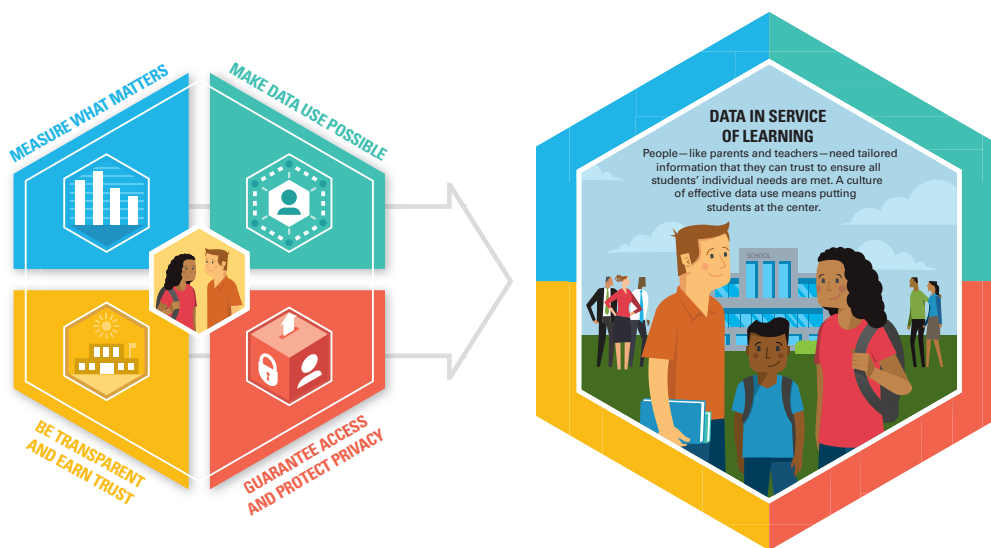 MEASURE WHAT MATTERS
MAKE DATA USE POSSIBLE
BE TRANSPARENT
AND EARN TRUST
GUARANTEE ACCESS
AND PROTECT PRIVACY
DATA IN SERVICE
OF LEARNING
People—like parents and teachers—need tailored
information that they can trust to ensure all
students’ individual needs are met. A culture
of effective data use means putting
students at the center.
SCHOOL